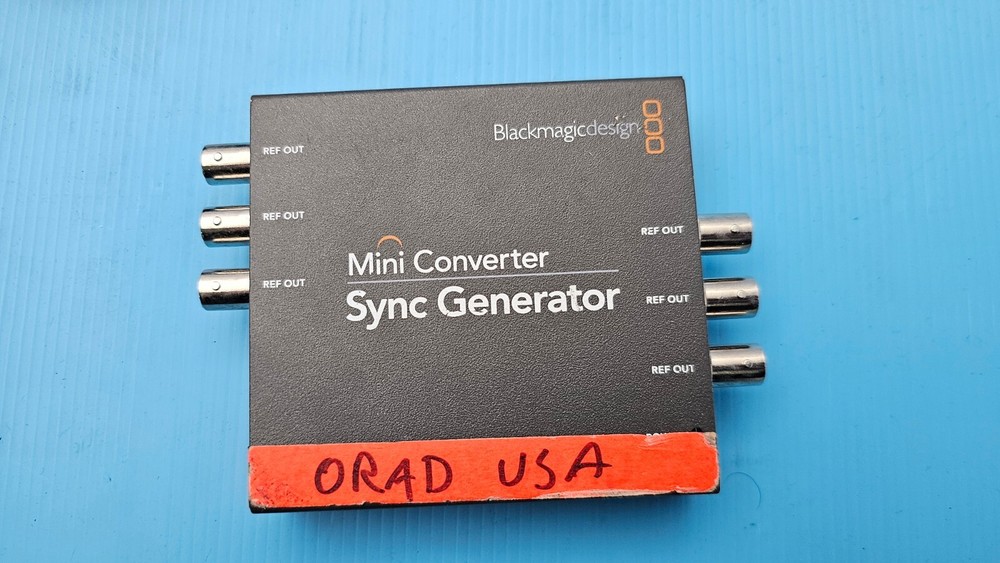 Blackmagicdesign
REF OUT
REF OUT
REF OUT
REF OUT
REF OUT
REF OUT
Mini Converter
Sync Generator
ORAD USA